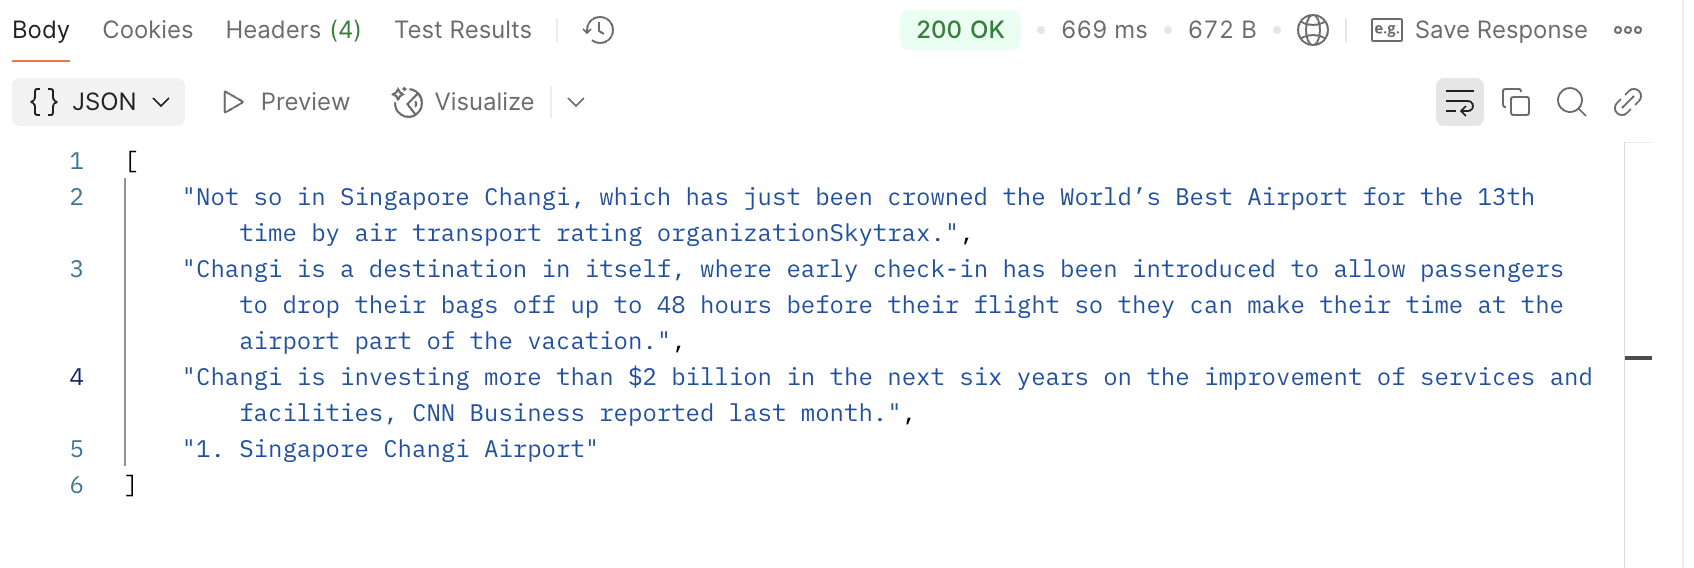 Body Cookies Headers (4) Test Results 200 OK • 669 ms • 672 B • e.g. Save Response
{} JSON Preview Visualize
1 [
2 "Not so in Singapore Changi, which has just been crowned the World’s Best Airport for the 13th
time by air transport rating organizationSkytrax.",
3 "Changi is a destination in itself, where early check-in has been introduced to allow passengers
to drop their bags off up to 48 hours before their flight so they can make their time at the
airport part of the vacation.",
4 "Changi is investing more than $2 billion in the next six years on the improvement of services and
facilities, CNN Business reported last month.",
5 "1. Singapore Changi Airport"
6 ]